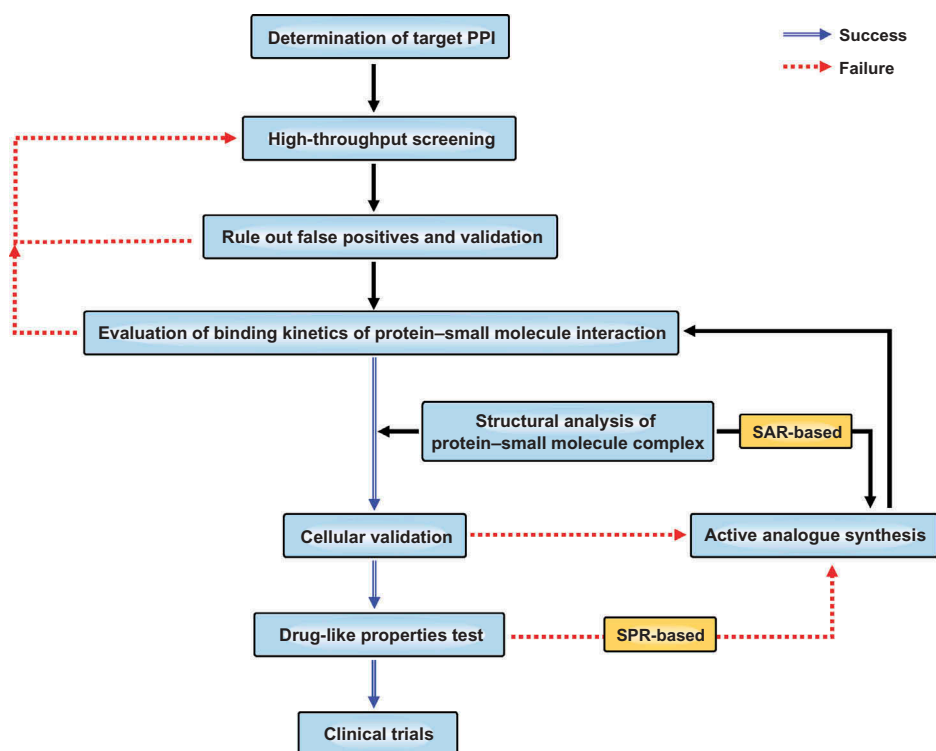 Determination of target PPI
Success
Failure
High-throughput screening
Rule out false positives and validation
Evaluation of binding kinetics of protein–small molecule interaction
Structural analysis of
protein–small molecule complex
SAR-based
Cellular validation
Active analogue synthesis
Drug-like properties test
SPR-based
Clinical trials